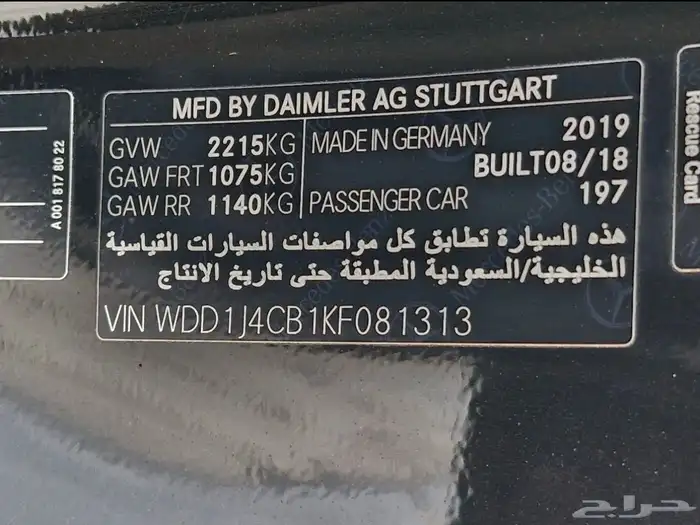 MFD BY DAIMLER AG STUTTGART
GVW 2215KG MADE IN GERMANY 2019
GAW FRT 1075KG BUILT08/18
GAW RR 1140KG PASSENGER CAR 197
هذه السيارة تطابق كل مواصفات السيارات القياسية
الخليجية/السعودية المطبقة حتى تاريخ الانتاج
VIN WDD1J4CB1KF081313
A 001 817 80 22
Rescue Card
حراج